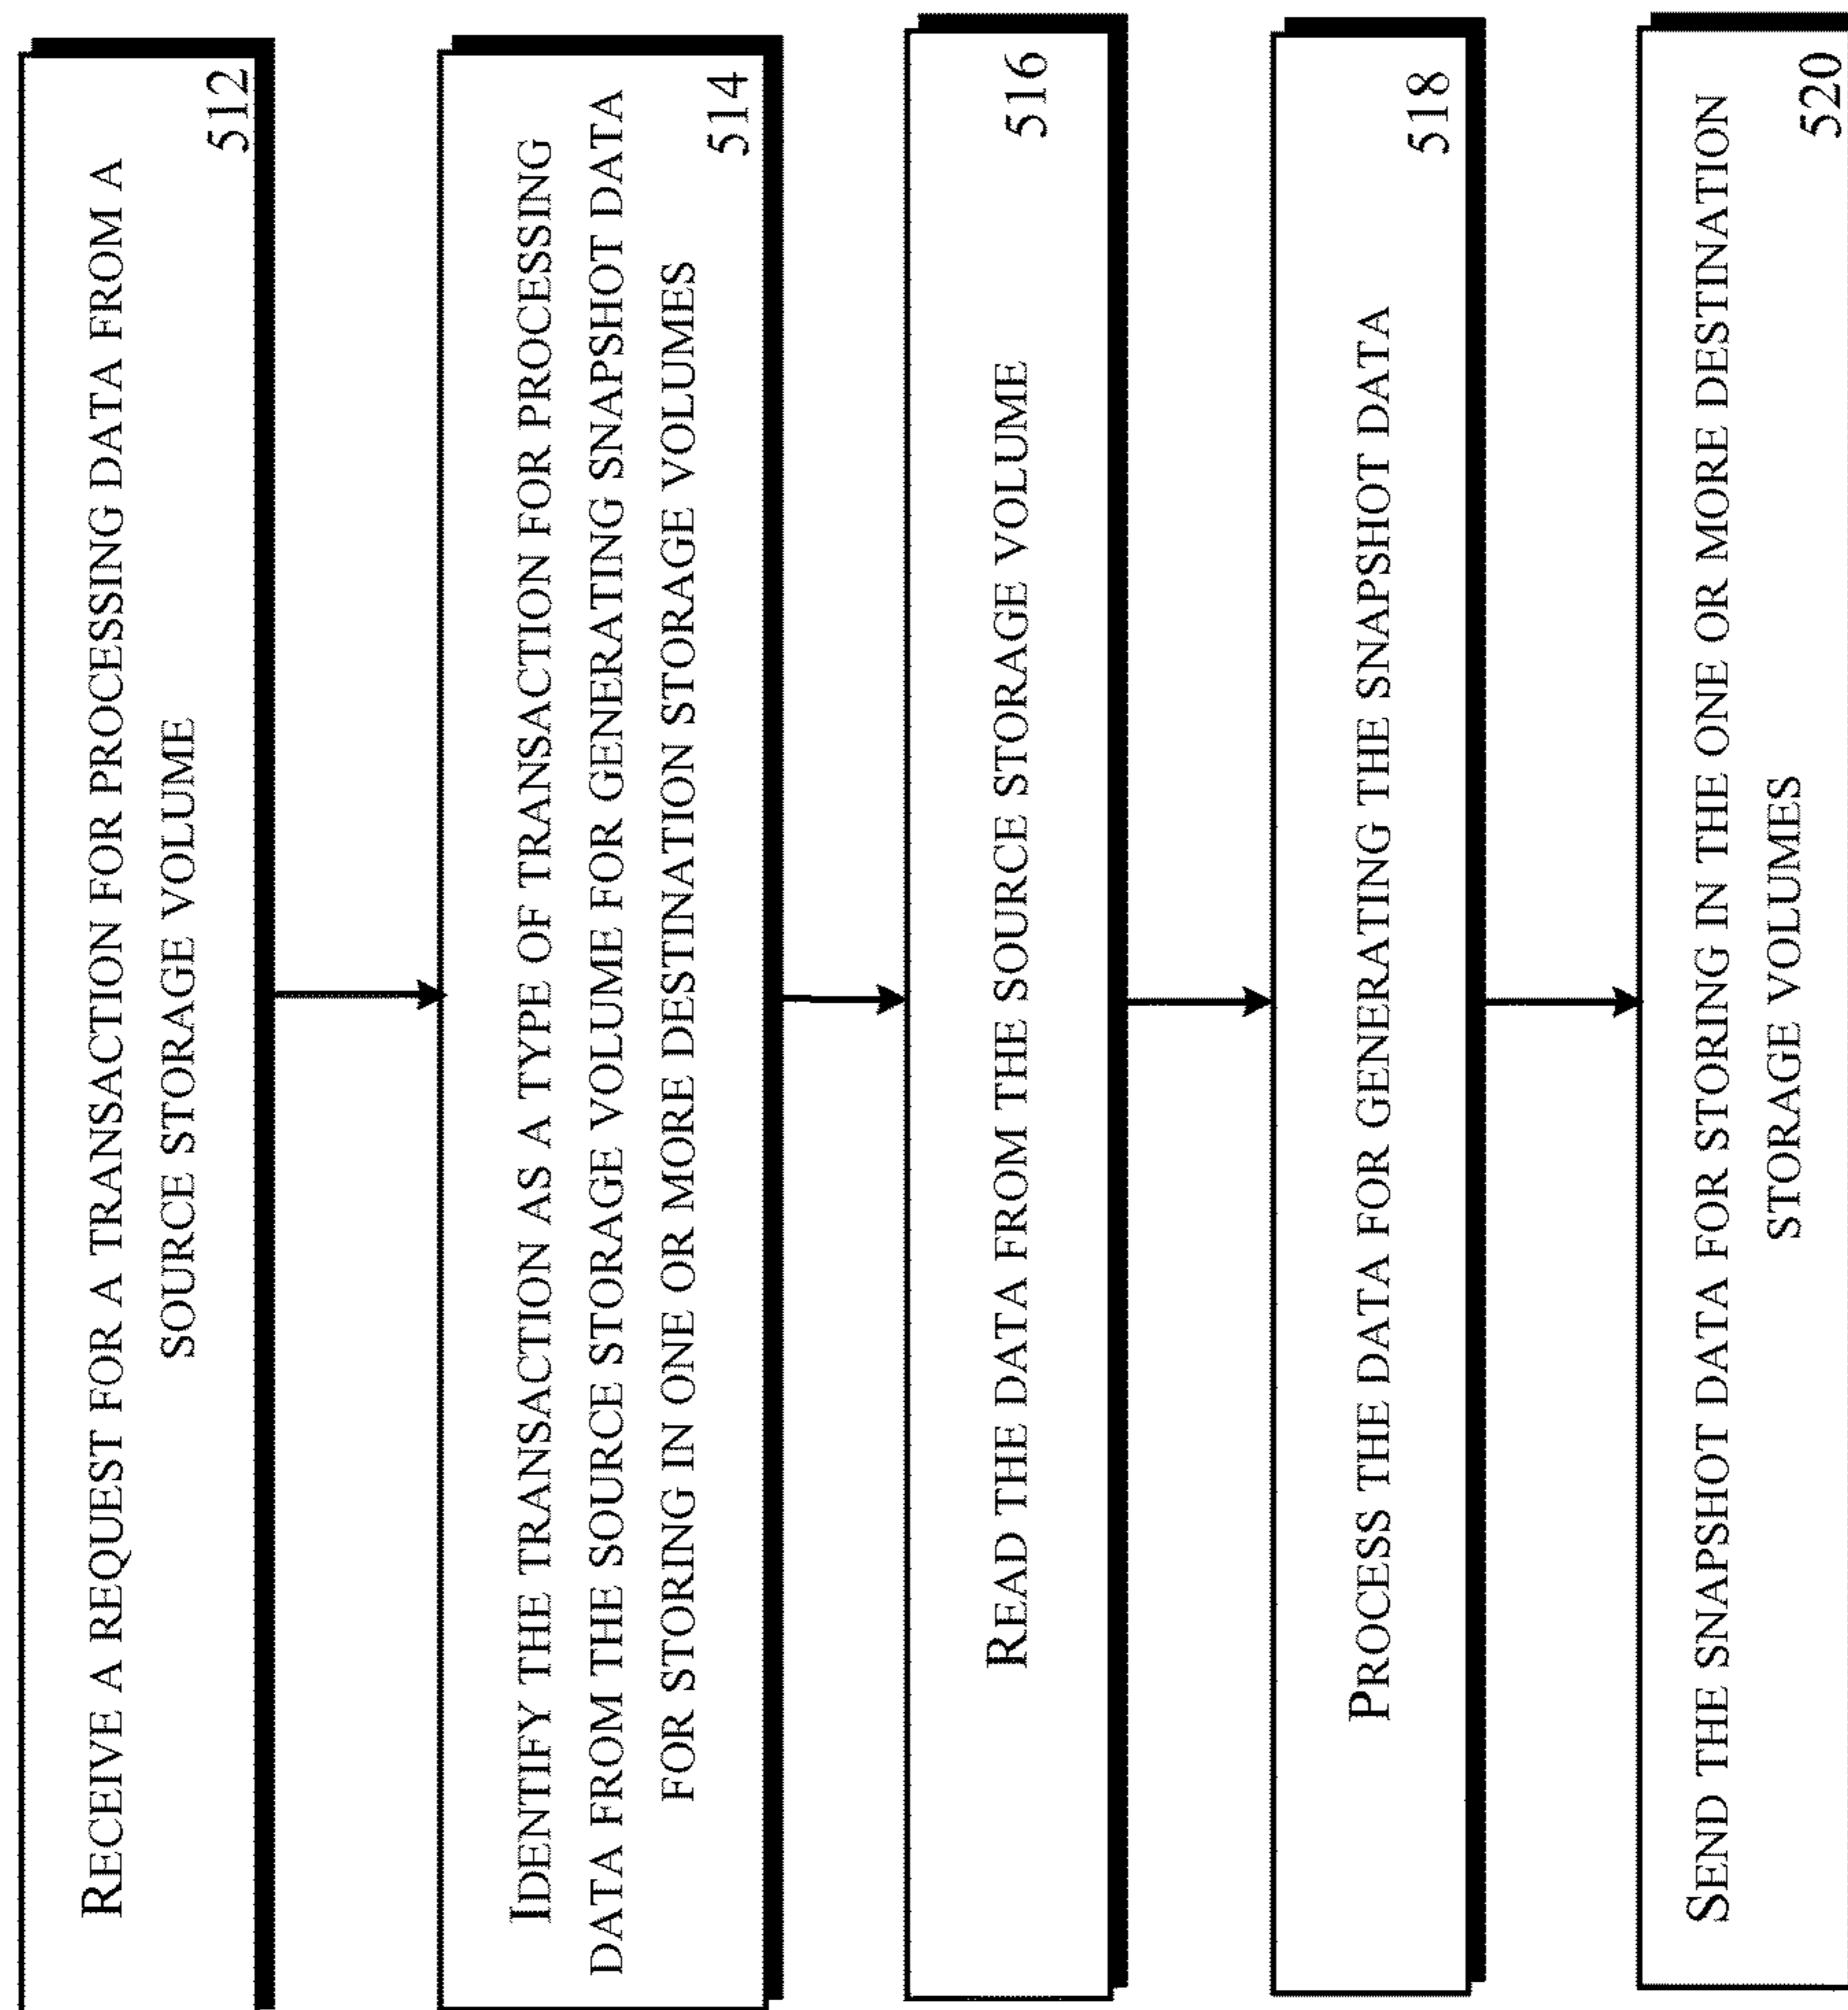 RECEIVE A REQUEST FOR A TRANSACTION FOR PROCESSING DATA FROM A
SOURCE STORAGE VOLUME
512
IDENTIFY THE TRANSACTION AS A TYPE OF TRANSACTION FOR PROCESSING
DATA FROM THE SOURCE STORAGE VOLUME FOR GENERATING SNAPSHOT DATA
FOR STORING IN ONE OR MORE DESTINATION STORAGE VOLUMES
514
READ THE DATA FROM THE SOURCE STORAGE VOLUME
516
PROCESS THE DATA FOR GENERATING THE SNAPSHOT DATA
518
SEND THE SNAPSHOT DATA FOR STORING IN THE ONE OR MORE DESTINATION
STORAGE VOLUMES
520